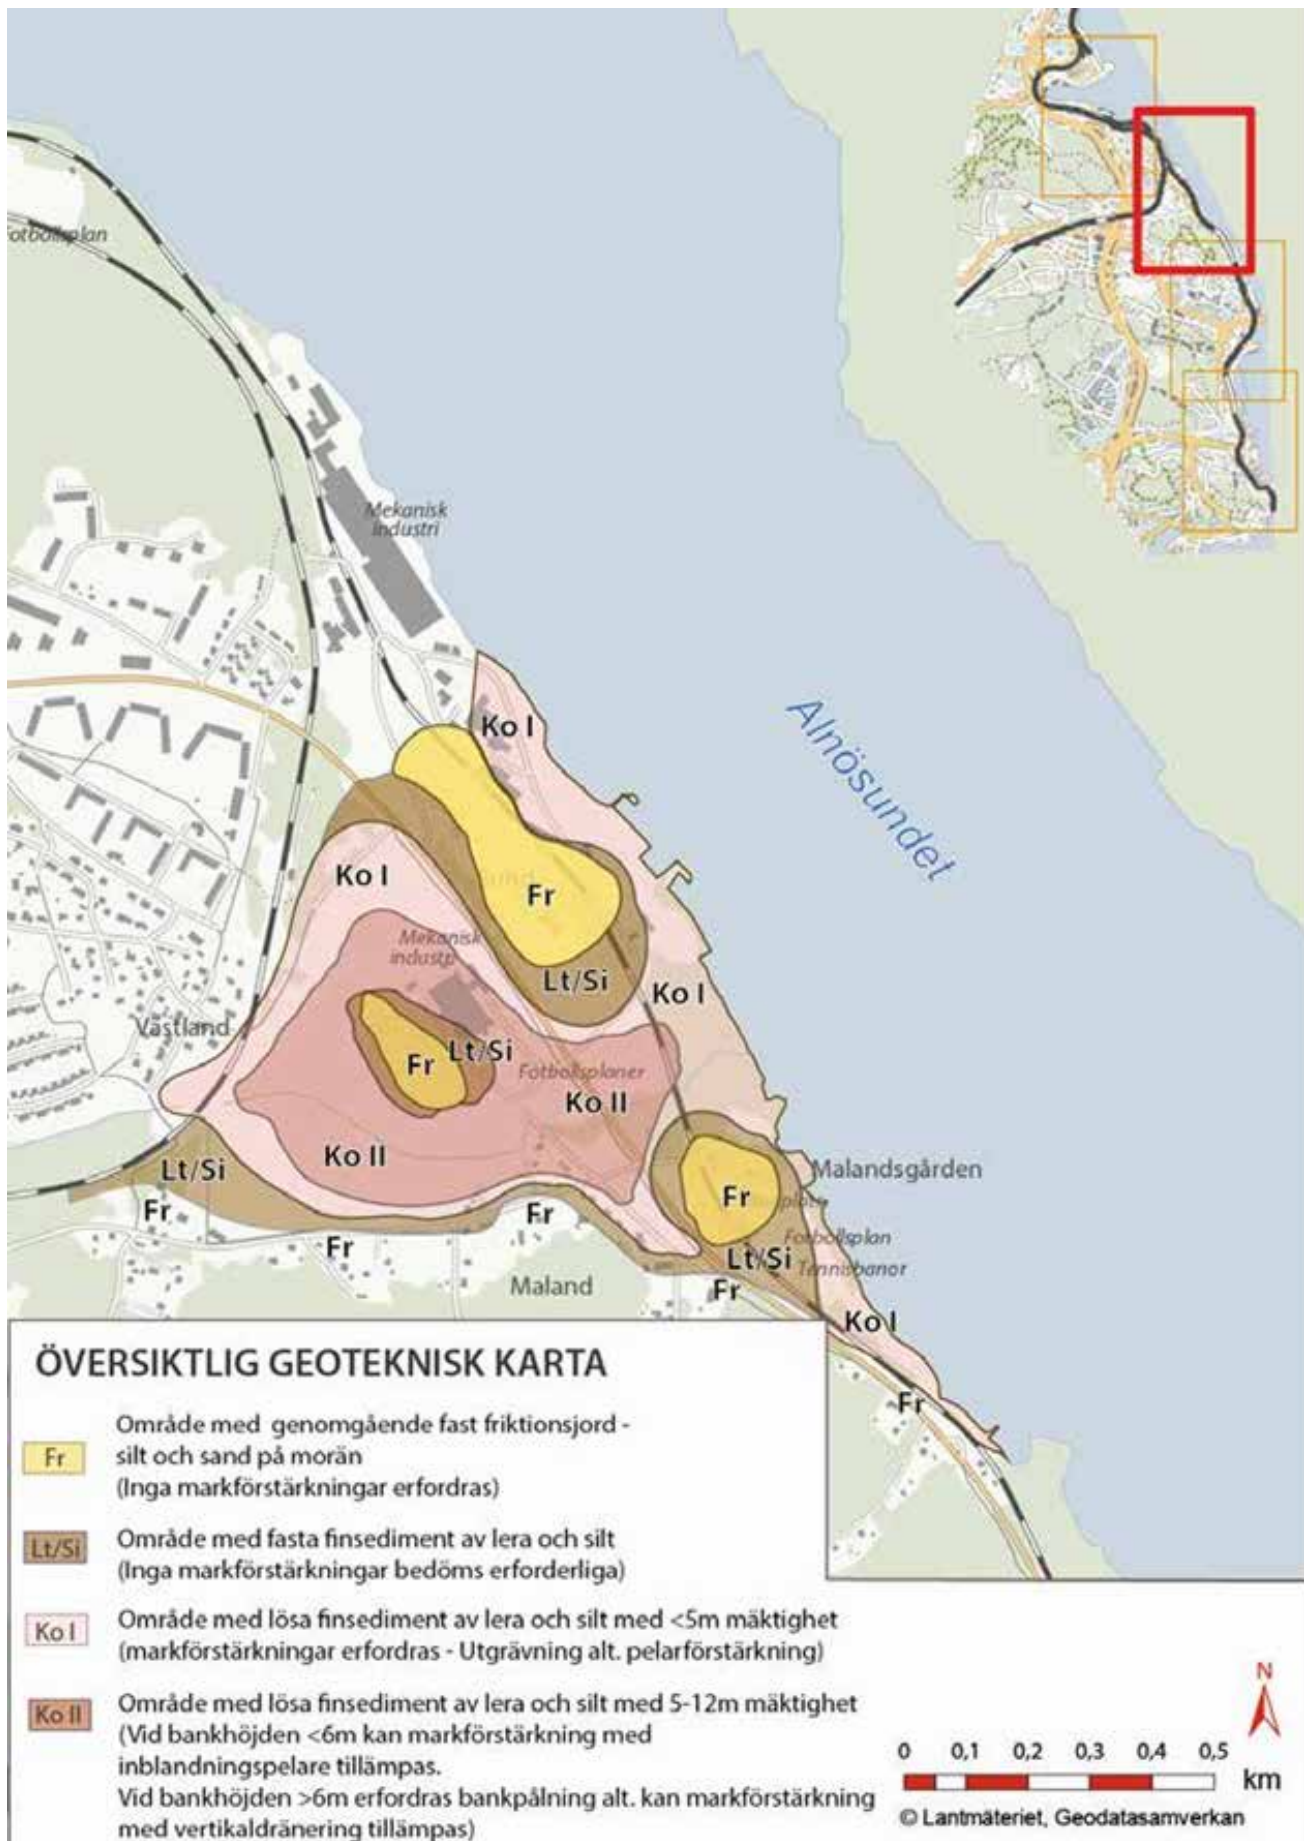 otbollsplan
Mekanisk
industri
Alnösundet
Ko I
Ko I
Fr
Mekanisk
industri
Lt/Si
Ko I
Västland
Fr
Lt/Si
Fotbollsplaner
Ko II
Ko II
Lt/Si
Malandsgården
Fr
plats
Fr
Fr
Fr
Fotbollsplan
Lt/Si
Tennisbanor
Maland
Fr
Ko I
Fr
ÖVERSIKTLIG GEOTEKNISK KARTA
Fr
Område med genomgående fast friktionsjord -
silt och sand på morän
(Inga markförstärkningar erfordras)
Lt/Si
Område med fasta finsediment av lera och silt
(Inga markförstärkningar bedöms erforderliga)
Ko I
Område med lösa finsediment av lera och silt med <5m mäktighet
(markförstärkningar erfordras - Utgrävning alt. pelarförstärkning)
Ko II
Område med lösa finsediment av lera och silt med 5-12m mäktighet
(Vid bankhöjden <6m kan markförstärkning med
inblandningspelare tillämpas.
Vid bankhöjden >6m erfordras bankpålning alt. kan markförstärkning
med vertikaldränering tillämpas)
N
0 0,1 0,2 0,3 0,4 0,5
km
© Lantmäteriet, Geodatasamverkan